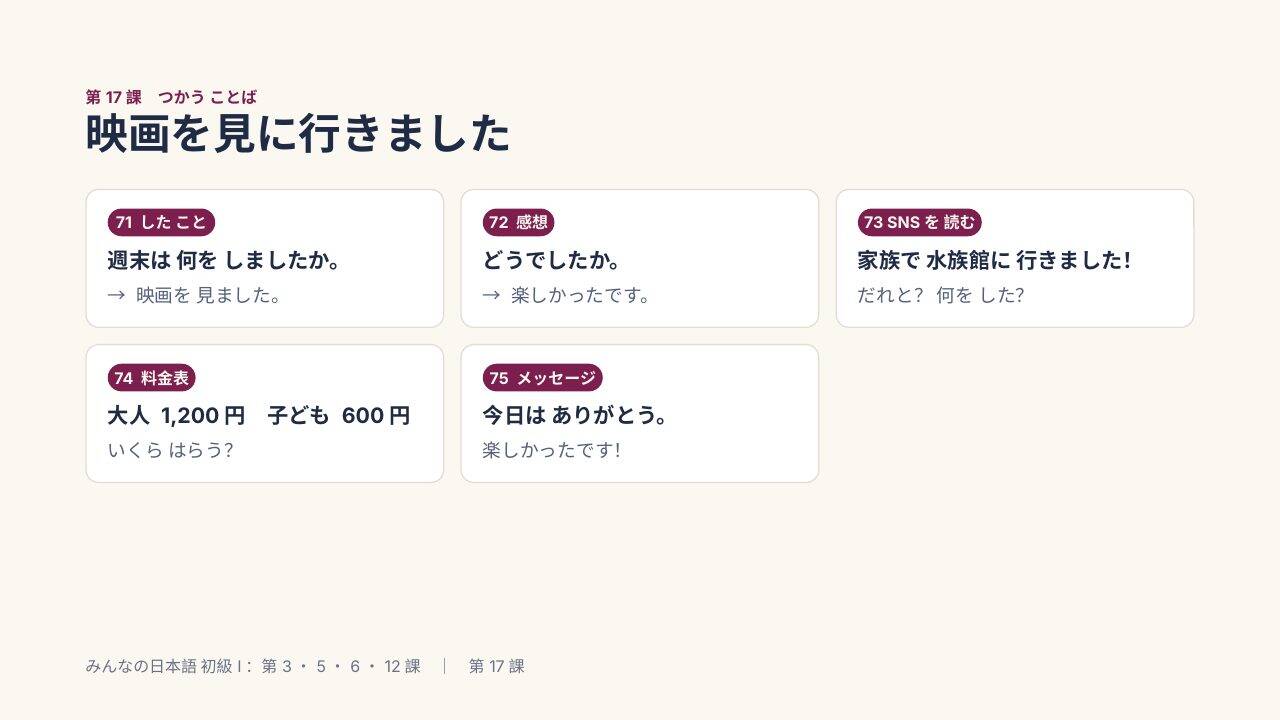 第 17 課　つかう ことば
映画を見に行きました
71 した こと
週末は 何を しましたか。
→ 映画を 見ました。
72 感想
どうでしたか。
→ 楽しかったです。
73 SNS を 読む
家族で 水族館に 行きました！
だれと？ 何を した？
74 料金表
大人 1,200 円　子ども 600 円
いくら はらう？
75 メッセージ
今日は ありがとう。
楽しかったです！
みんなの日本語 初級 I： 第 3 ・ 5 ・ 6 ・ 12 課 ｜ 第 17 課